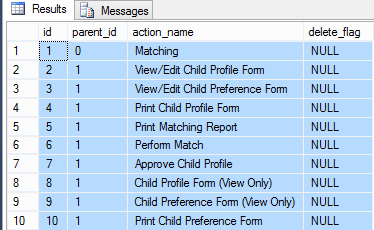 Results Messages
id parent_id action_name delete_flag
1 1 0 Matching NULL
2 2 1 View/Edit Child Profile Form NULL
3 3 1 View/Edit Child Preference Form NULL
4 4 1 Print Child Profile Form NULL
5 5 1 Print Matching Report NULL
6 6 1 Perform Match NULL
7 7 1 Approve Child Profile NULL
8 8 1 Child Profile Form (View Only) NULL
9 9 1 Child Preference Form (View Only) NULL
10 10 1 Print Child Preference Form NULL